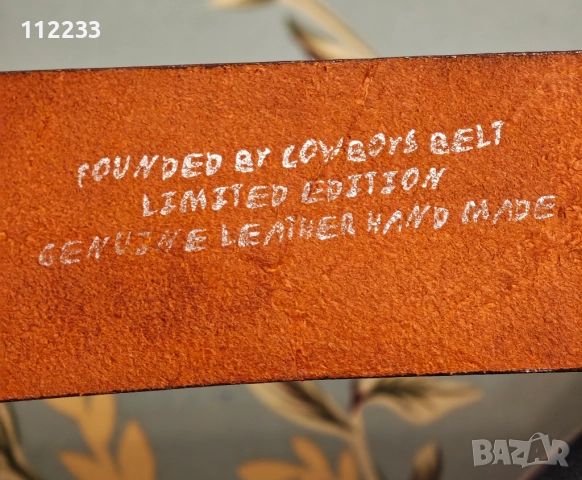 112233
FOUNDED BY COWBOYS BELT
LIMITED EDITION
GENUINE LEATHER HAND MADE
BAZAR